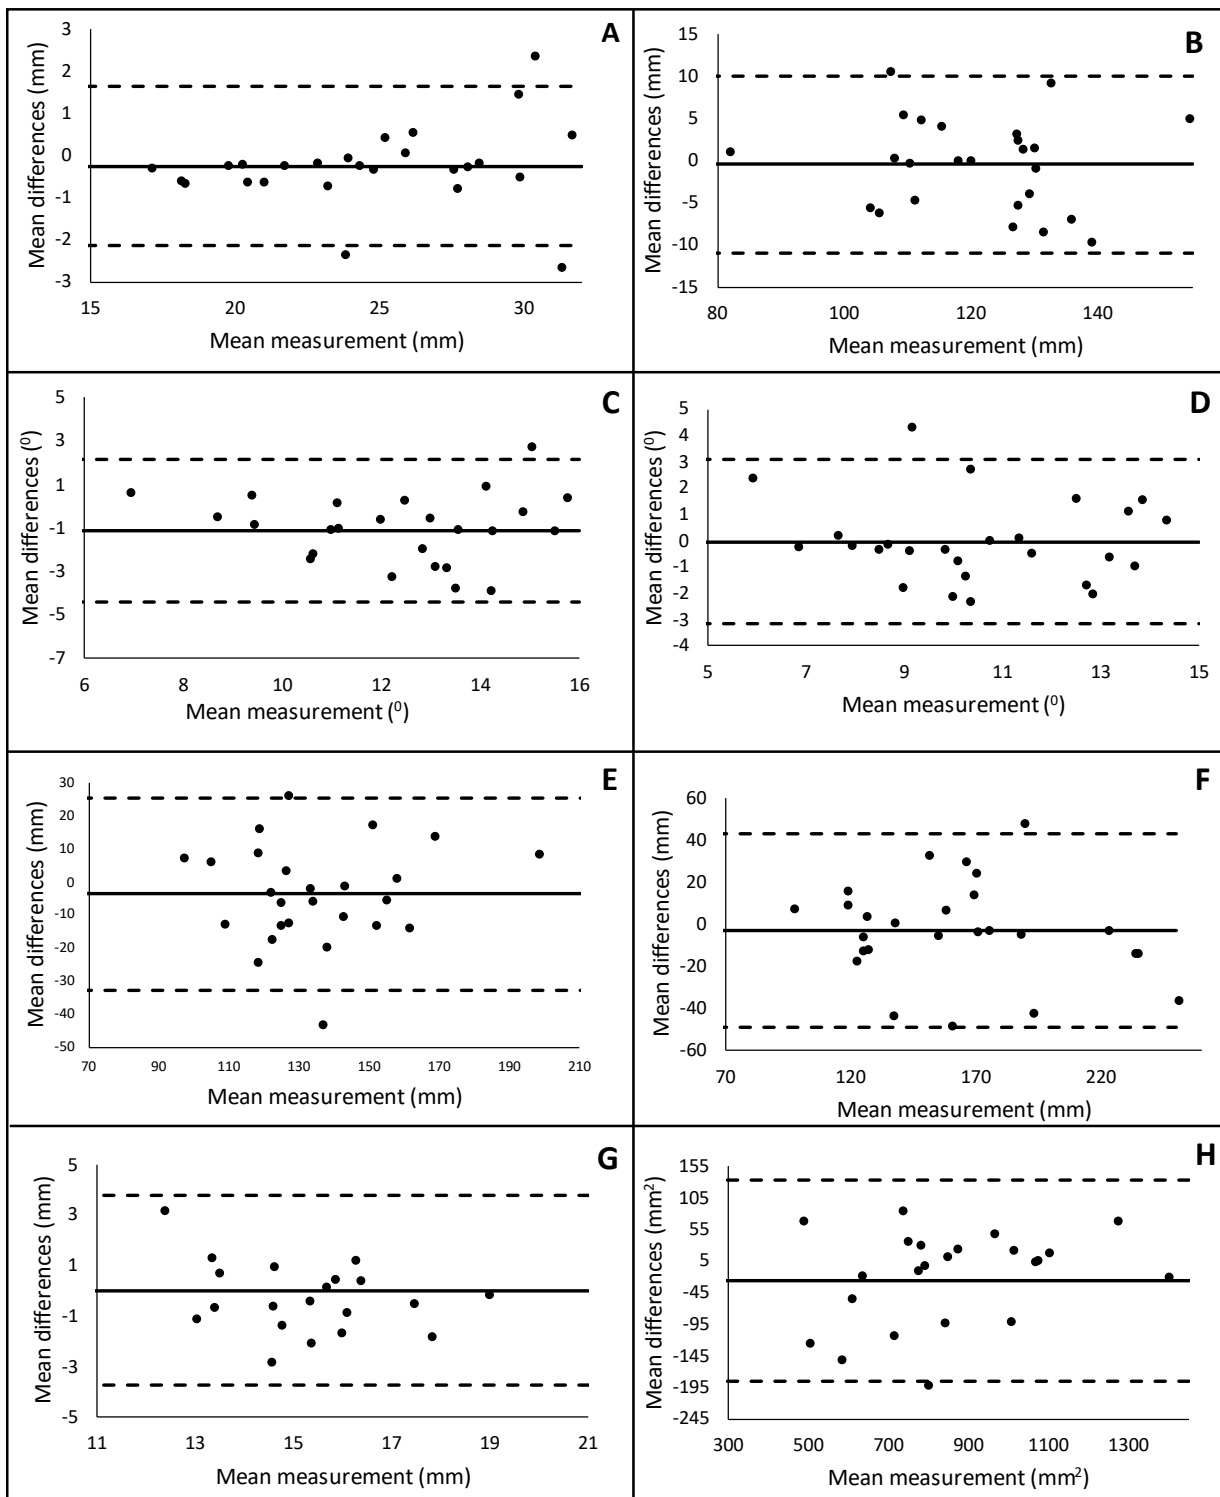 A
Mean differences (mm)
3
2
1
0
-1
-2
-3
15 20 25 30
Mean measurement (mm)
B
Mean differences (mm)
15
10
5
0
-5
-10
-15
80 100 120 140
Mean measurement (mm)
C
Mean differences (⁰)
5
3
1
-1
-3
-5
-7
6 8 10 12 14 16
Mean measurement (⁰)
D
Mean differences (⁰)
5
4
3
2
1
0
-1
-2
-3
-4
5 7 9 11 13 15
Mean measurement (⁰)
E
Mean differences (mm)
30
20
10
0
-10
-20
-30
-40
-50
70 90 110 130 150 170 190 210
Mean measurement (mm)
F
Mean differences (mm)
60
40
20
0
-20
-40
-60
70 120 170 220
Mean measurement (mm)
G
Mean differences (mm)
5
3
1
-1
-3
-5
11 13 15 17 19 21
Mean measurement (mm)
H
Mean differences (mm²)
155
105
55
5
-45
-95
-145
-195
-245
300 500 700 900 1100 1300
Mean measurement (mm²)